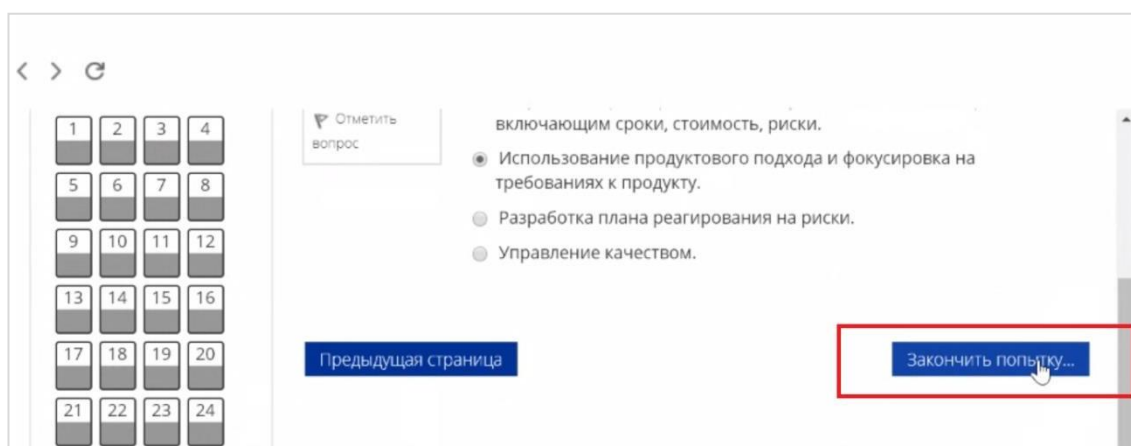 1 2 3 4
5 6 7 8
9 10 11 12
13 14 15 16
17 18 19 20
21 22 23 24
Отметить
вопрос
включающим сроки, стоимость, риски.
Использование продуктового подхода и фокусировка на
требованиях к продукту.
Разработка плана реагирования на риски.
Управление качеством.
Предыдущая страница
Закончить попытку...